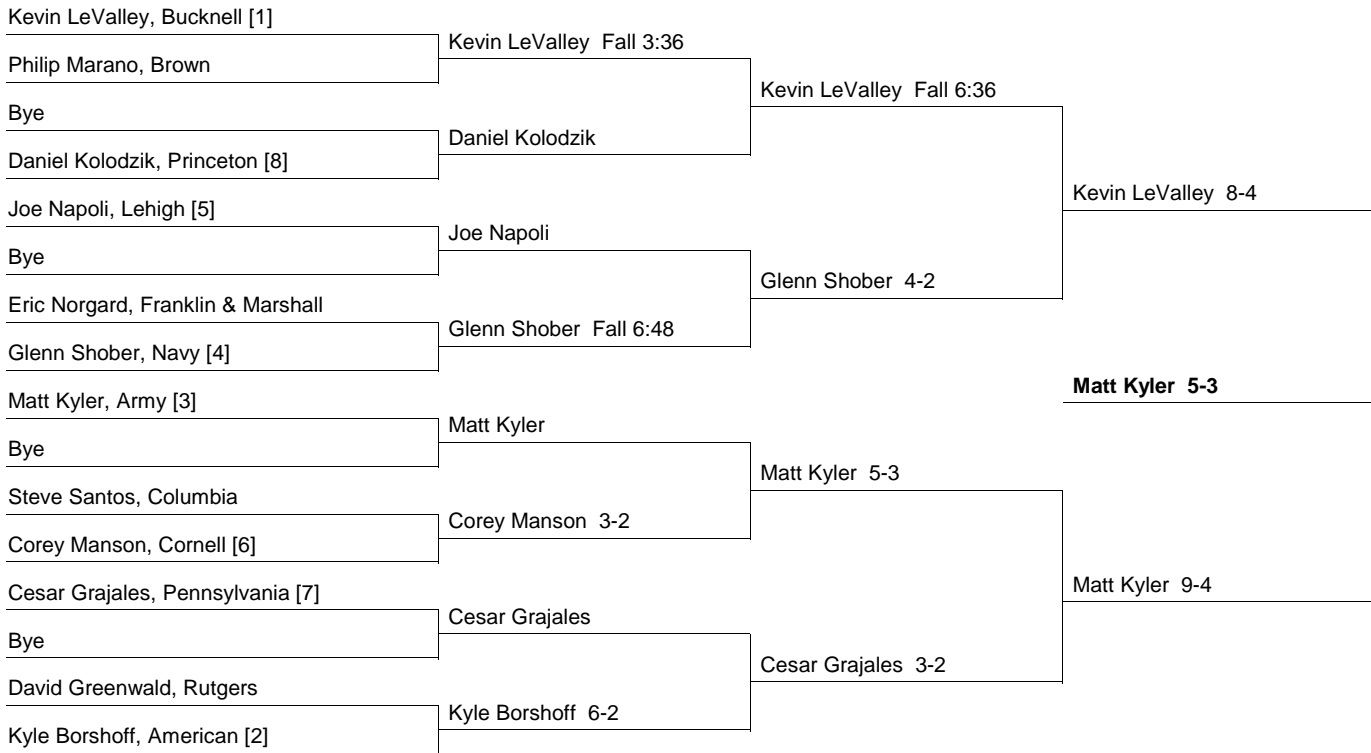 Kevin LeValley, Bucknell [1]
Philip Marano, Brown
Bye
Daniel Kolodzik, Princeton [8]
Joe Napoli, Lehigh [5]
Bye
Eric Norgard, Franklin & Marshall
Glenn Shober, Navy [4]
Matt Kyler, Army [3]
Bye
Steve Santos, Columbia
Corey Manson, Cornell [6]
Cesar Grajales, Pennsylvania [7]
Bye
David Greenwald, Rutgers
Kyle Borshoff, American [2]
Kevin LeValley Fall 3:36
Daniel Kolodzik
Joe Napoli
Glenn Shober Fall 6:48
Matt Kyler
Corey Manson 3-2
Cesar Grajales
Kyle Borshoff 6-2
Kevin LeValley Fall 6:36
Glenn Shober 4-2
Matt Kyler 5-3
Cesar Grajales 3-2
Kevin LeValley 8-4
Matt Kyler 9-4
Matt Kyler 5-3